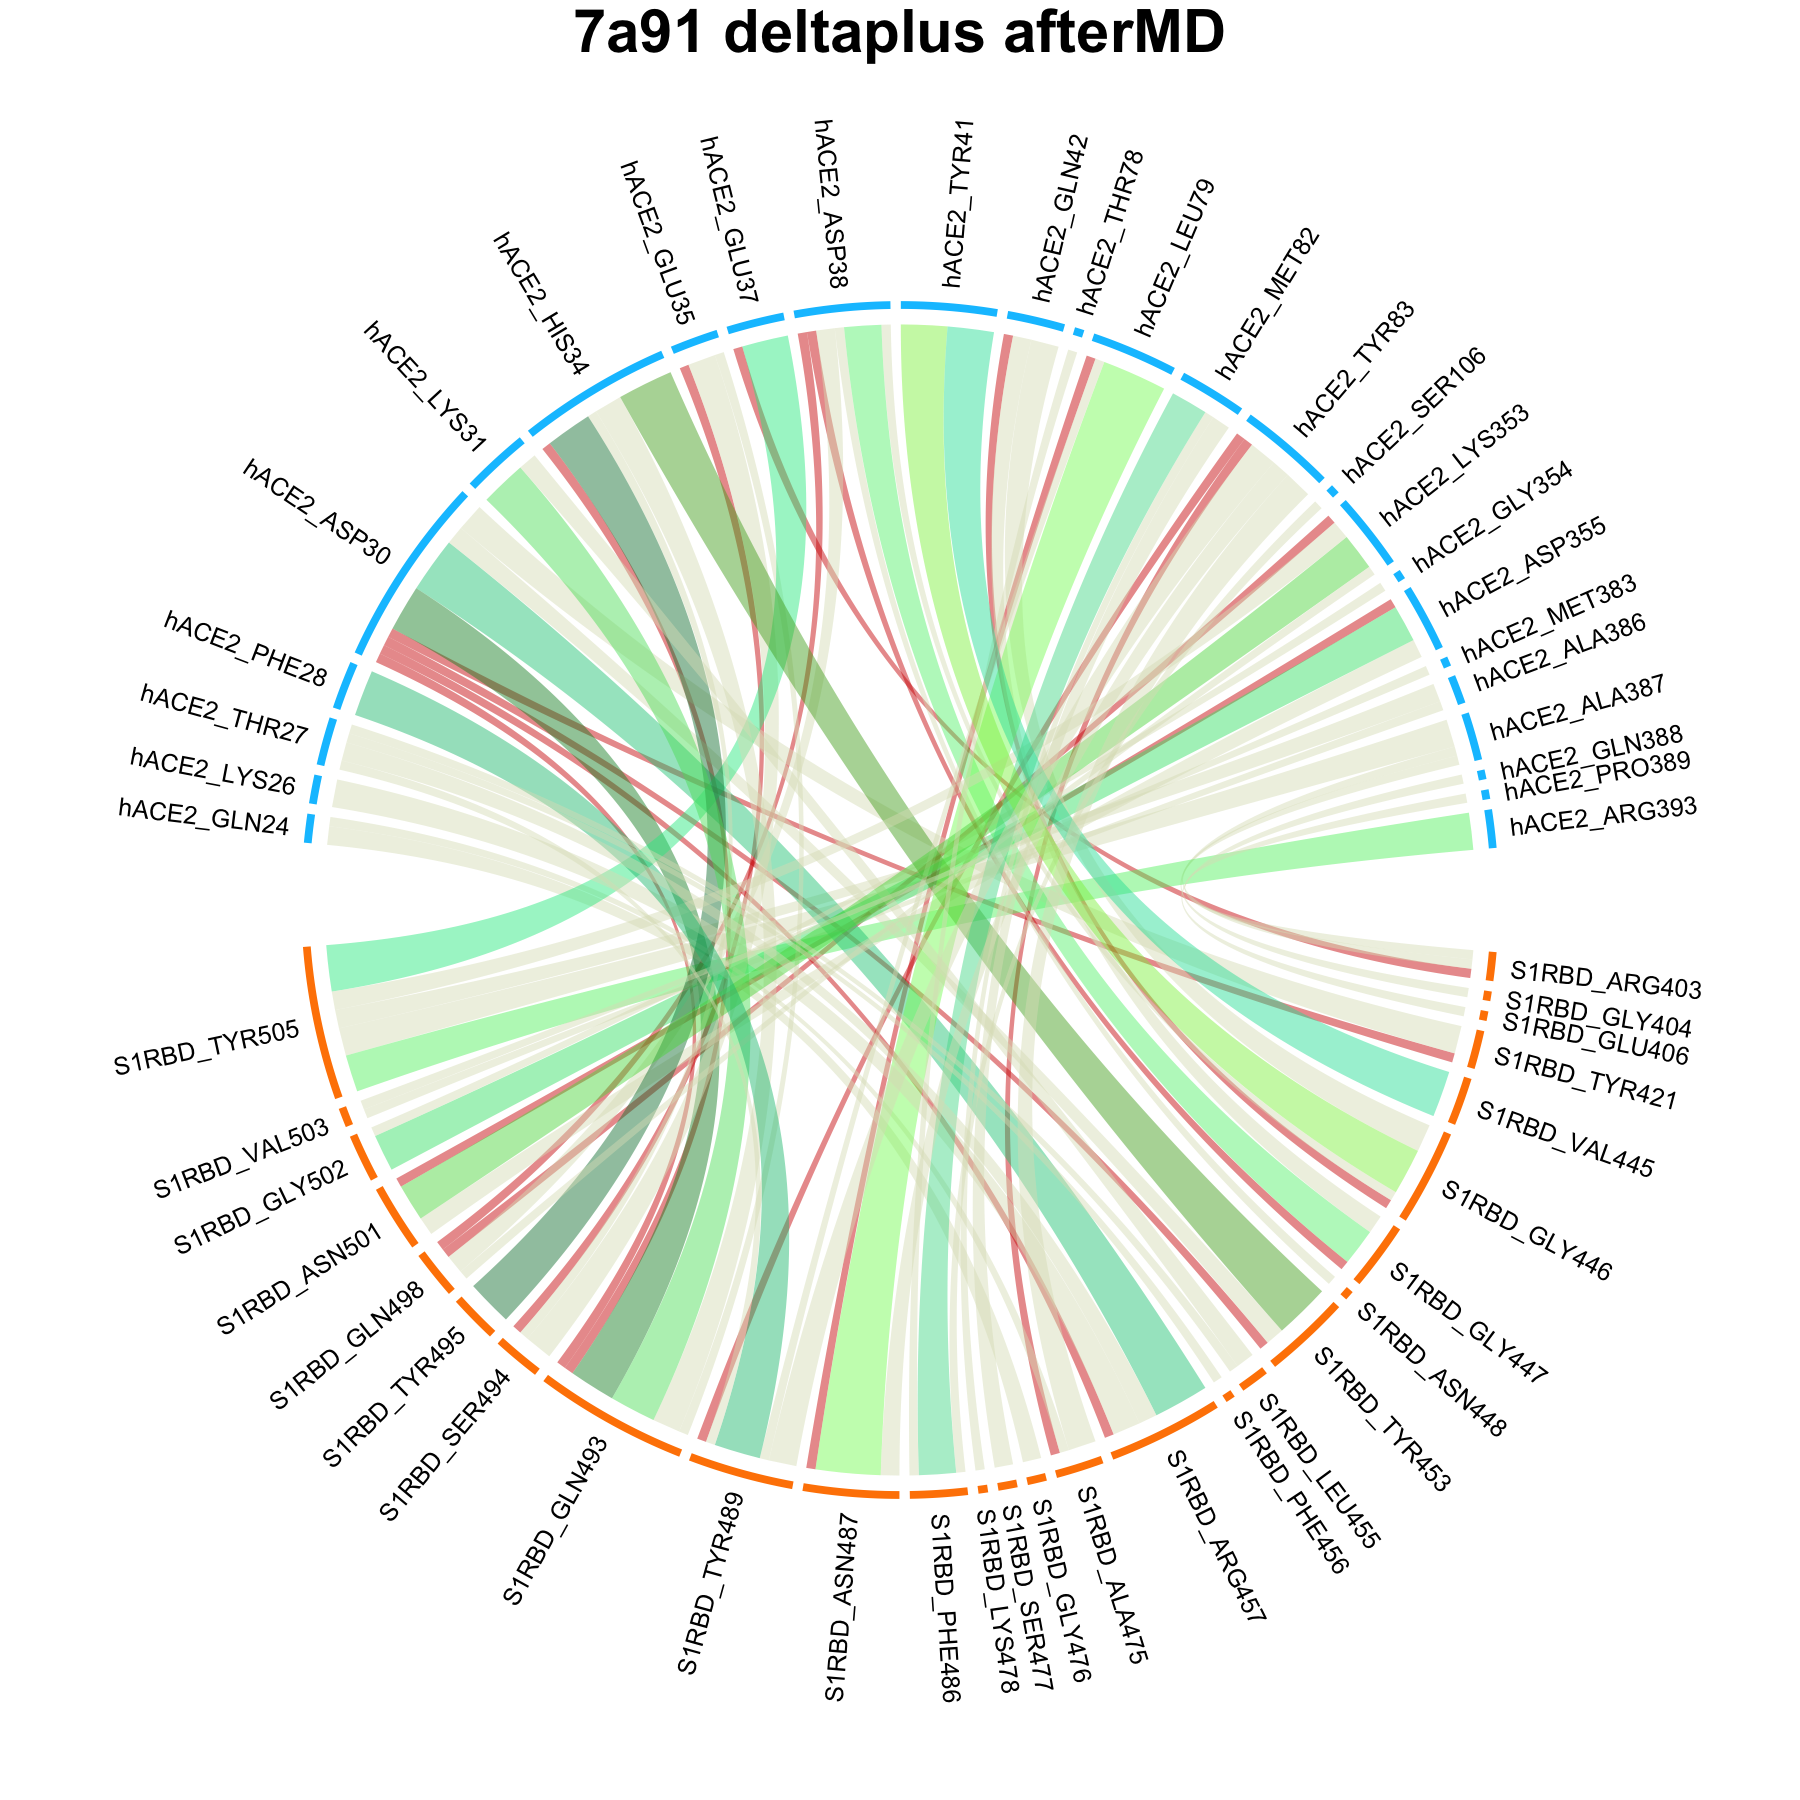 7a91 deltaplus afterMD
hACE2_GLN24
hACE2_LYS26
hACE2_THR27
hACE2_PHE28
hACE2_ASP30
hACE2_LYS31
hACE2_HIS34
hACE2_GLU35
hACE2_GLU37
hACE2_ASP38
hACE2_TYR41
hACE2_GLN42
hACE2_THR78
hACE2_LEU79
hACE2_MET82
hACE2_TYR83
hACE2_SER106
hACE2_LYS353
hACE2_GLY354
hACE2_ASP355
hACE2_MET383
hACE2_ALA386
hACE2_ALA387
hACE2_GLN388
hACE2_PRO389
hACE2_ARG393
S1RBD_ARG403
S1RBD_GLY404
S1RBD_GLU406
S1RBD_TYR421
S1RBD_VAL445
S1RBD_GLY446
S1RBD_GLY447
S1RBD_ASN448
S1RBD_TYR453
S1RBD_LEU455
S1RBD_PHE456
S1RBD_ARG457
S1RBD_ALA475
S1RBD_GLY476
S1RBD_SER477
S1RBD_LYS478
S1RBD_PHE486
S1RBD_ASN487
S1RBD_TYR489
S1RBD_GLN493
S1RBD_SER494
S1RBD_TYR495
S1RBD_GLN498
S1RBD_ASN501
S1RBD_GLY502
S1RBD_VAL503
S1RBD_TYR505